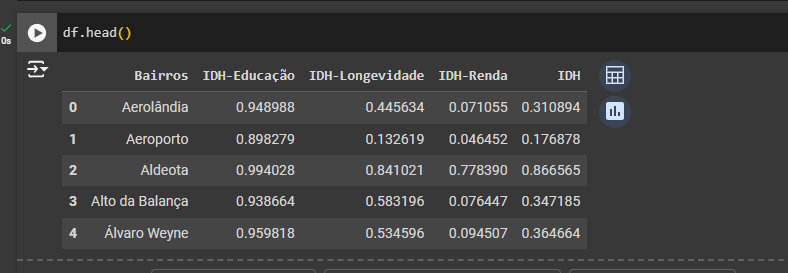 df.head()
0s
Bairros IDH-Educação IDH-Longevidade IDH-Renda IDH
0 Aerolândia 0.948988 0.445634 0.071055 0.310894
1 Aeroporto 0.898279 0.132619 0.046452 0.176878
2 Aldeota 0.994028 0.841021 0.778390 0.866565
3 Alto da Balança 0.938664 0.583196 0.076447 0.347185
4 Álvaro Weyne 0.959818 0.534596 0.094507 0.364664